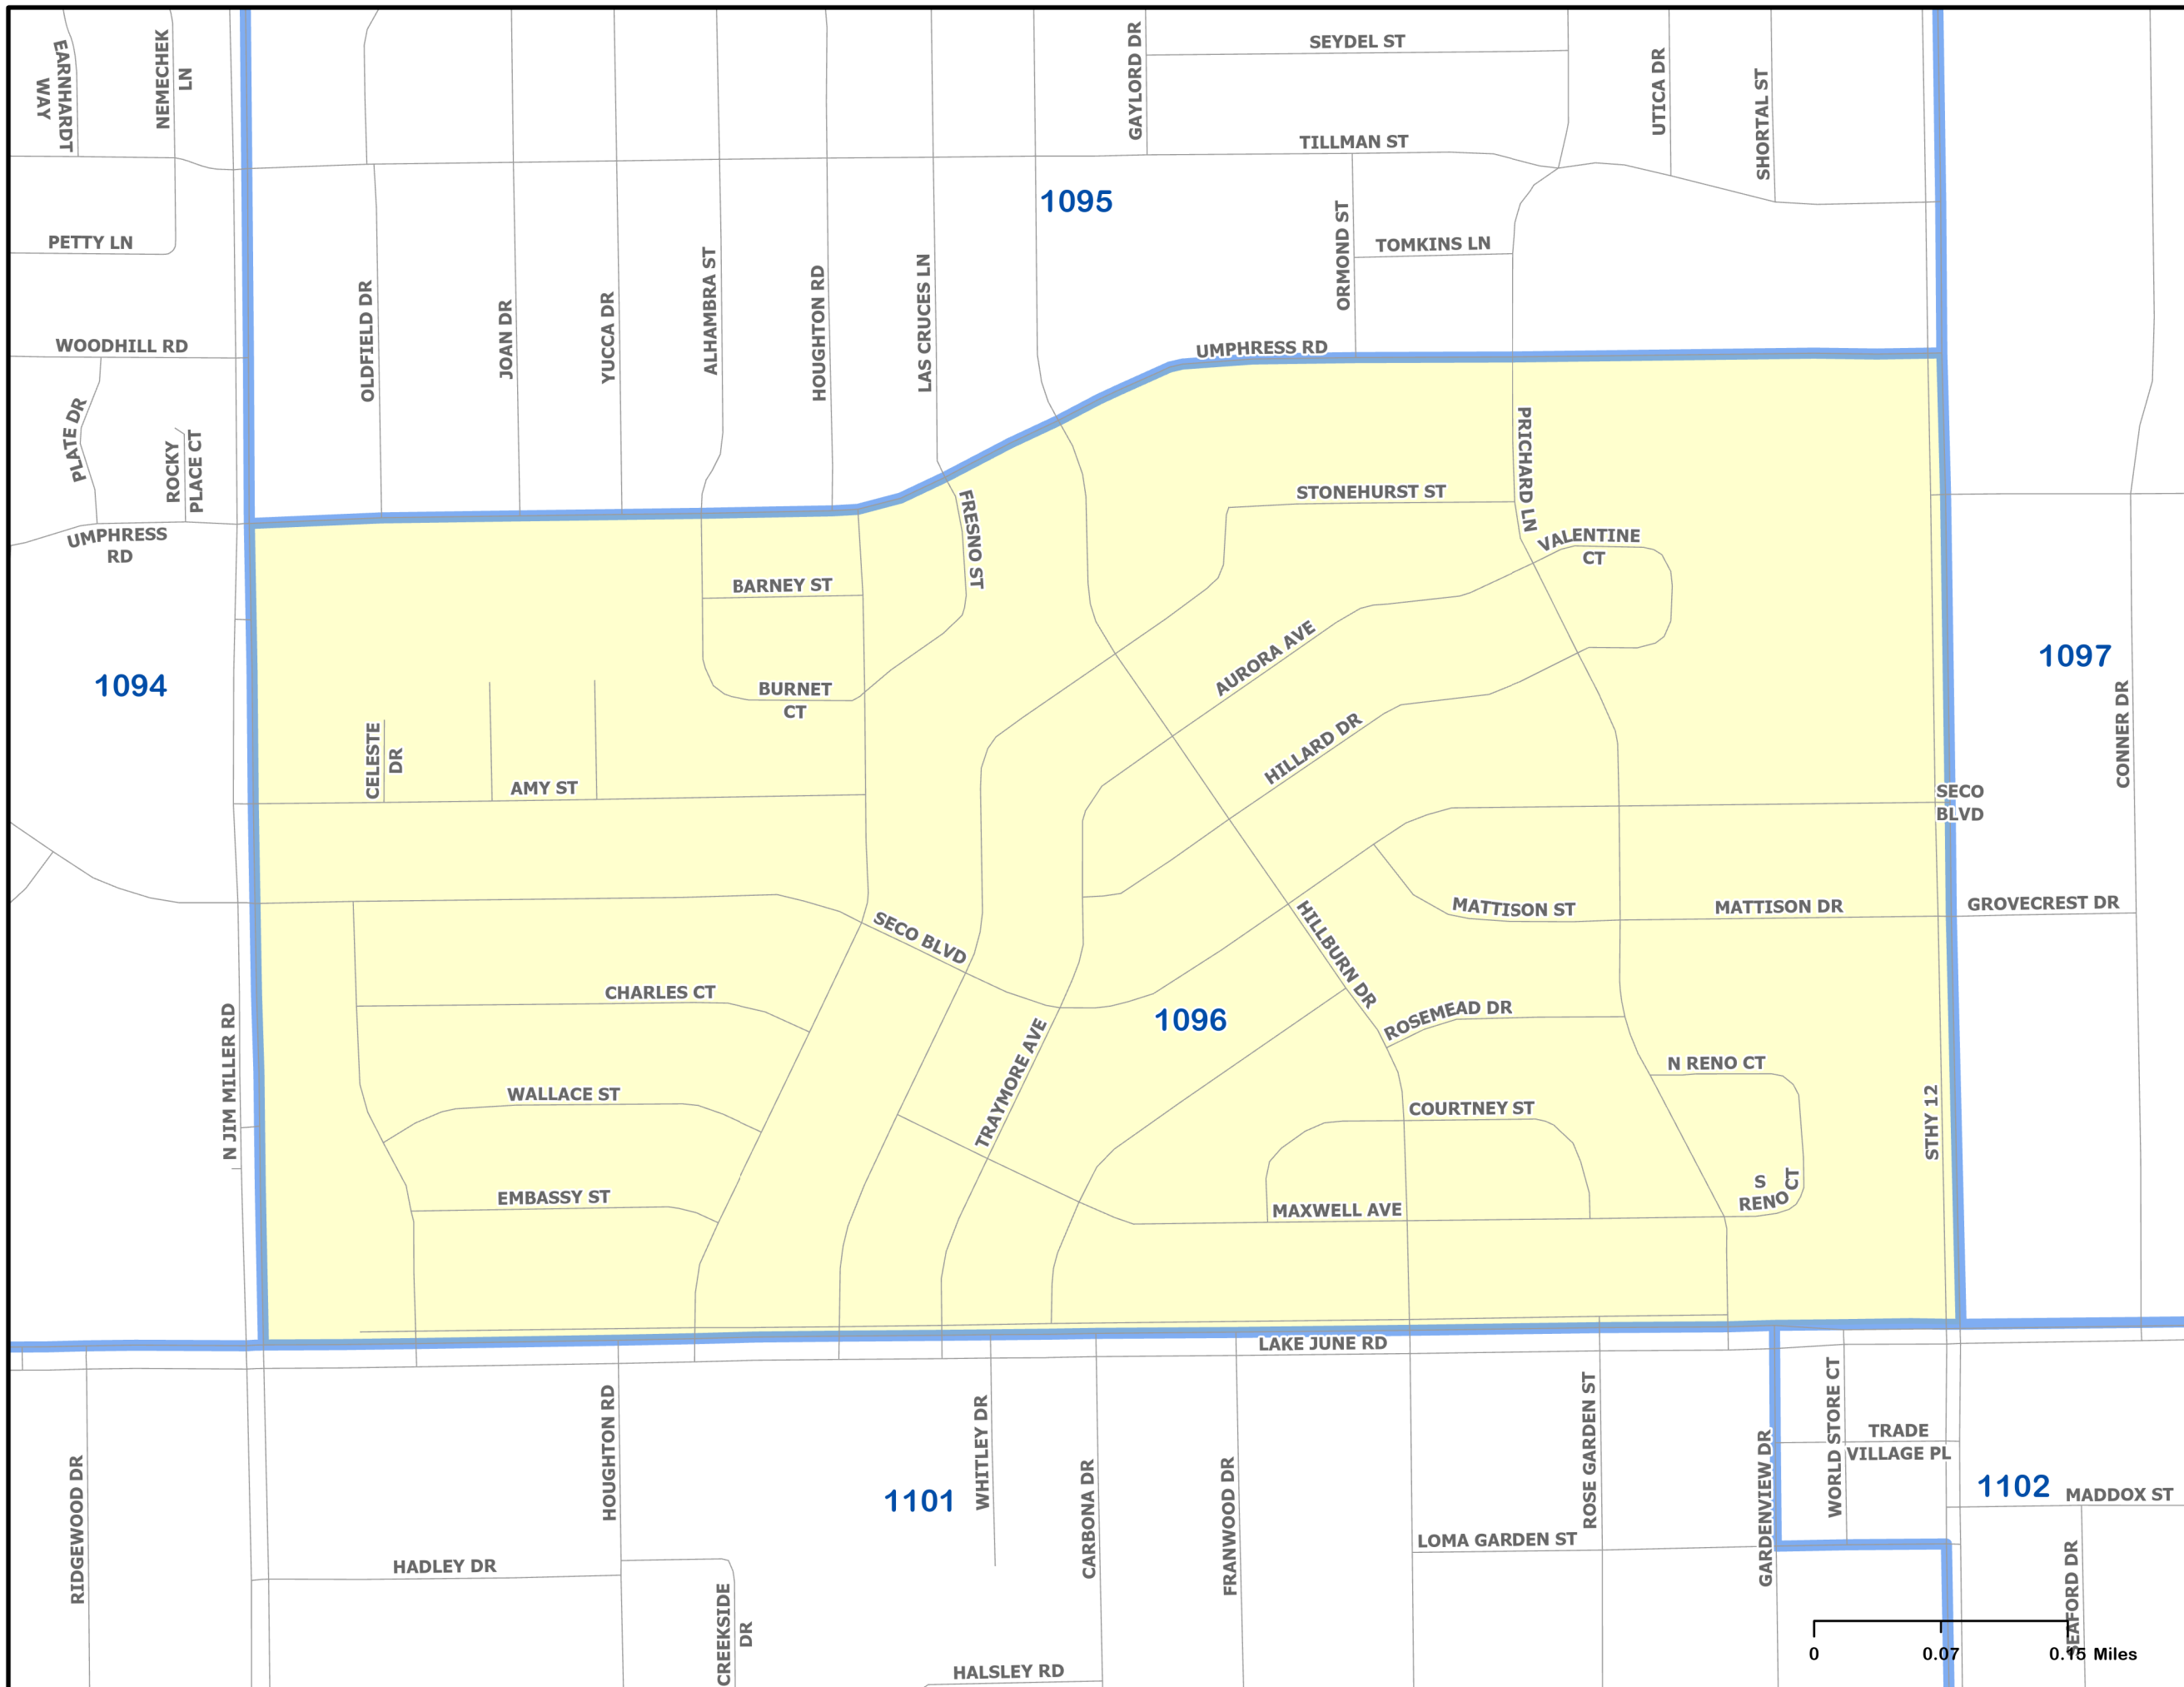 EARNHARDT
WAY
NEMECHEK
LN
GAYLORD DR
SEYDEL ST
UTICA DR
SHORTAL ST
TILLMAN ST
1095
PETTY LN
ORMOND ST
TOMKINS LN
WOODHILL RD
OLDFIELD DR
JOAN DR
YUCCA DR
ALHAMBRA ST
HOUGHTON RD
LAS CRUCES LN
UMPHRESS RD
PLATE DR
ROCKY
PLACE CT
PRICHARD LN
STONEHURST ST
FRESNO ST
UMPHRESS
RD
VALENTINE
CT
BARNEY ST
AURORA AVE
1094
1097
BURNET
CT
HILLARD DR
CONNER DR
CELESTE
DR
AMY ST
SECO
BLVD
SECO BLVD
HILLBURN DR
MATTISON ST
MATTISON DR
GROVECREST DR
CHARLES CT
1096
ROSEMEAD DR
N JIM MILLER RD
TRAYMORE AVE
N RENO CT
WALLACE ST
COURTNEY ST
STHY 12
EMBASSY ST
MAXWELL AVE
S
RENO CT
LAKE JUNE RD
RIDGEWOOD DR
HOUGHTON RD
WHITLEY DR
CARBONA DR
FRANWOOD DR
ROSE GARDEN ST
GARDENVIEW DR
WORLD STORE CT
TRADE
VILLAGE PL
1101
1102
MADDOX ST
LOMA GARDEN ST
HADLEY DR
CREEKSIDE
DR
SEAFORD DR
HALSLEY RD
0 0.07 0.15 Miles